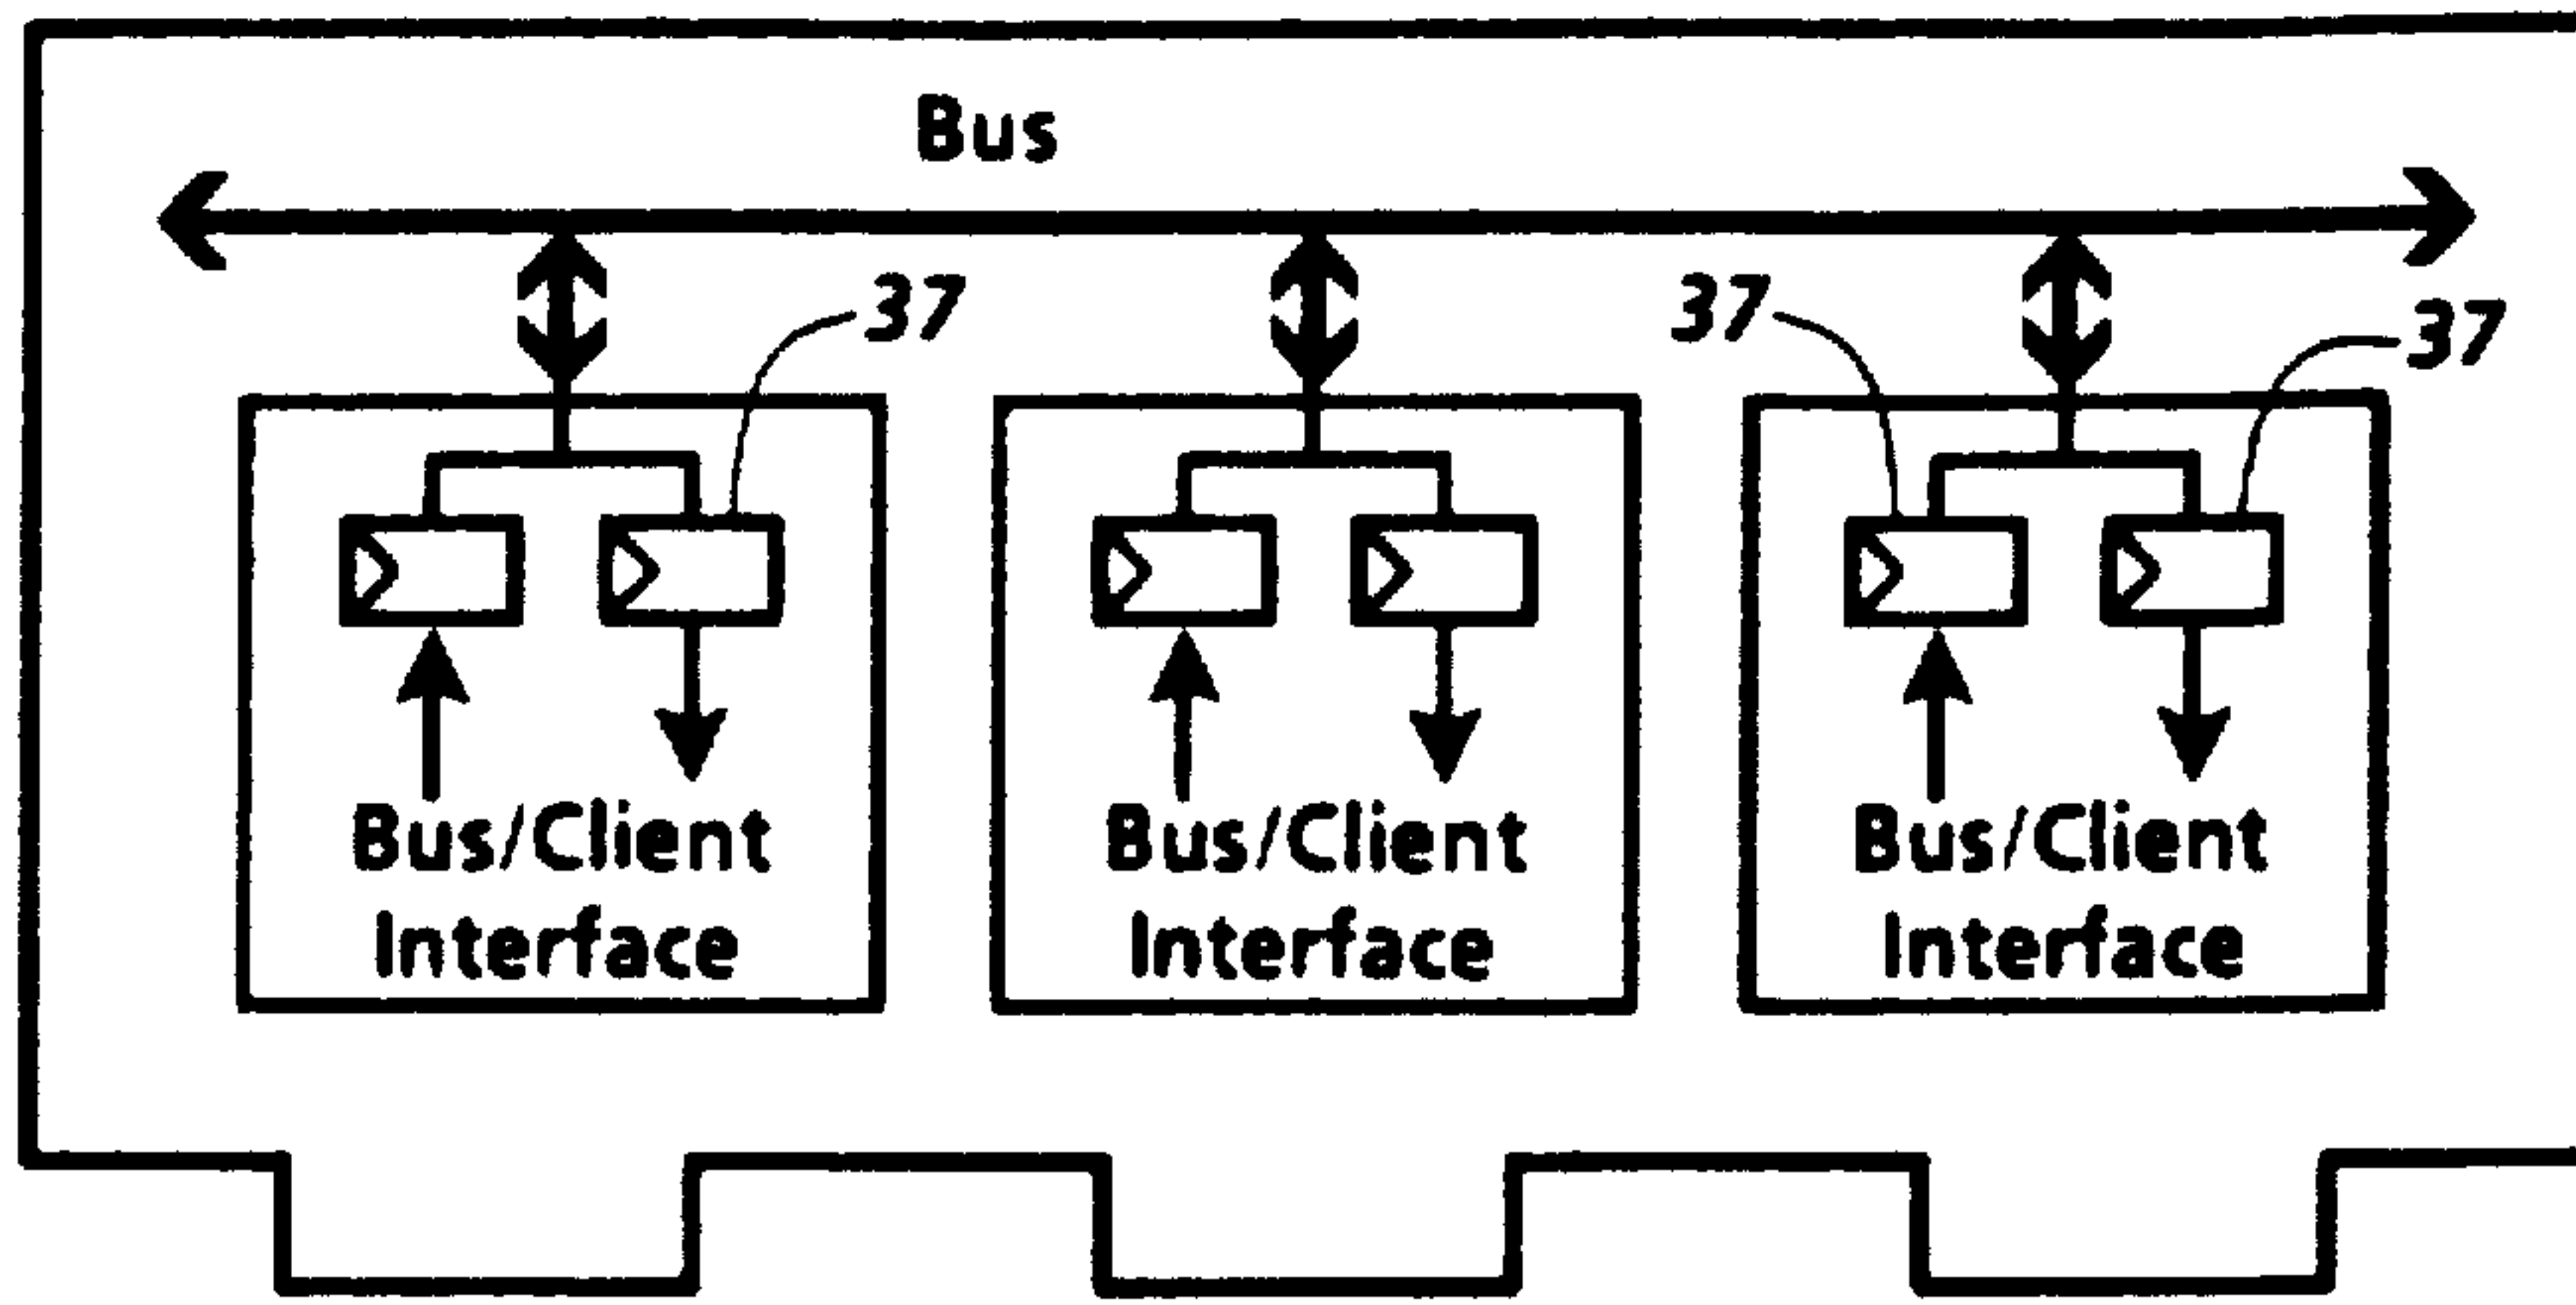 Bus
37
37
37
Bus/Client
Interface
Bus/Client
Interface
Bus/Client
Interface